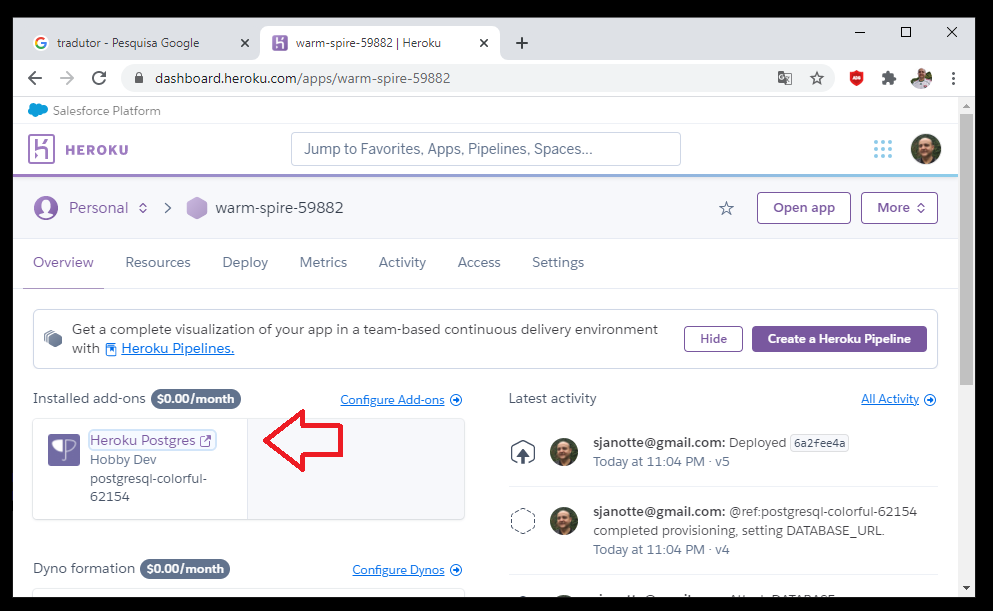 tradutor - Pesquisa Google
warm-spire-59882 | Heroku
dashboard.heroku.com/apps/warm-spire-59882
Salesforce Platform
HEROKU
Jump to Favorites, Apps, Pipelines, Spaces...
Personal
warm-spire-59882
Open app
More
Overview
Resources
Deploy
Metrics
Activity
Access
Settings
Get a complete visualization of your app in a team-based continuous delivery environment
with Heroku Pipelines.
Hide
Create a Heroku Pipeline
Installed add-ons $0.00/month
Configure Add-ons
Heroku Postgres
Hobby Dev
postgresql-colorful-
62154
Dyno formation $0.00/month
Configure Dynos
Latest activity
All Activity
sjanotte@gmail.com: Deployed 6a2fee4a
Today at 11:04 PM · v5
sjanotte@gmail.com: @ref:postgresql-colorful-62154
completed provisioning, setting DATABASE_URL.
Today at 11:04 PM · v4